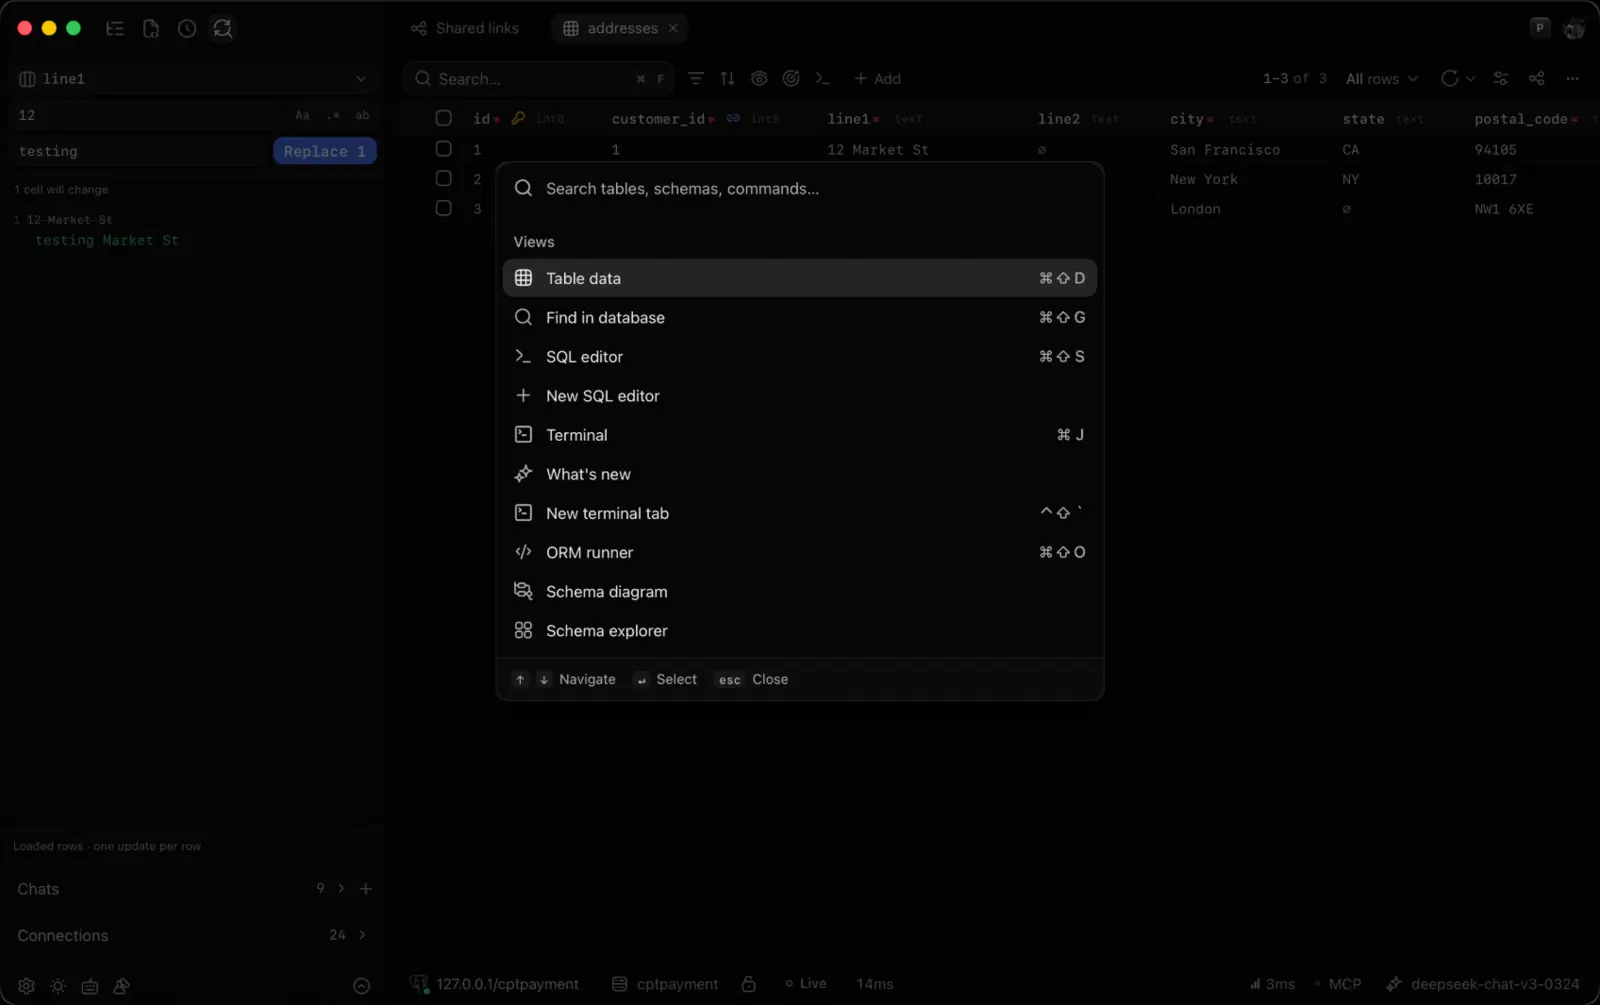 Shared links
addresses
P
line1
Search...
⌘ F
Add
1–3 of 3
All rows
12
Aa .* ab
testing
Replace 1
1 cell will change
1 12 Market St
testing Market St
id* int8 customer_id* int8 line1* text line2 text city* text state text postal_code*
1 1 12 Market St ∅ San Francisco CA 94105
2 New York NY 10017
3 London ∅ NW1 6XE
Search tables, schemas, commands...
Views
Table data ⌘⇧D
Find in database ⌘⇧G
SQL editor ⌘⇧S
New SQL editor
Terminal ⌘J
What's new
New terminal tab ^⇧`
ORM runner ⌘⇧O
Schema diagram
Schema explorer
↑ ↓ Navigate ↵ Select esc Close
Loaded rows · one update per row
Chats 9
Connections 24
127.0.0.1/cptpayment
cptpayment
Live
14ms
3ms
MCP
deepseek-chat-v3-0324